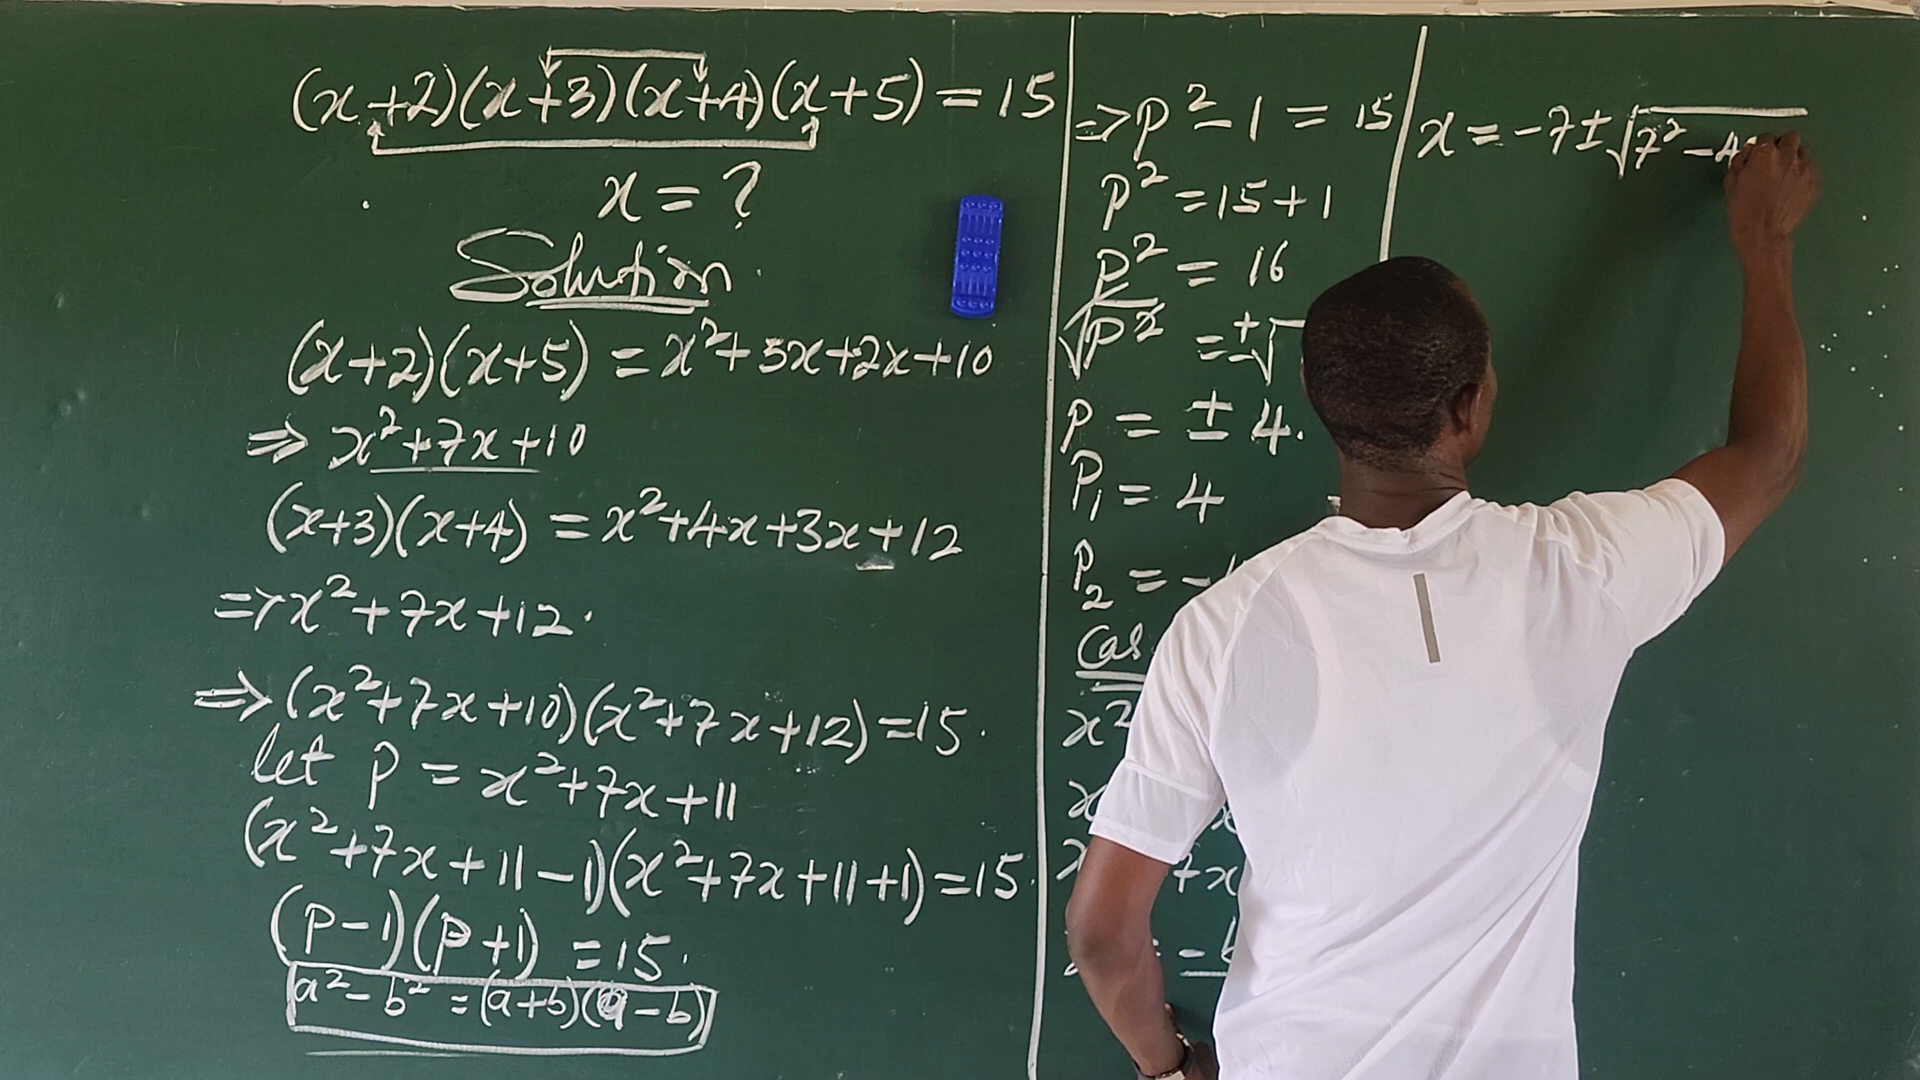 (x+2)(x+3)(x+4)(x+5) = 15
x = ?
Solution
(x+2)(x+5) = x²+5x+2x+10
⇒ x²+7x+10
(x+3)(x+4) = x²+4x+3x+12
⇒ x²+7x+12.
⇒ (x²+7x+10)(x²+7x+12)=15.
let p = x²+7x+11
(x²+7x+11-1)(x²+7x+11+1)=15.
(p-1)(p+1) = 15.
a²-b² = (a+b)(a-b)
⇒ p²-1 = 15
p² = 15+1
p² = 16
√p² = ±√
p = ± 4.
p₁ = 4
p₂ = -
x²
x
+x
= -b
x = -7±√7²-4